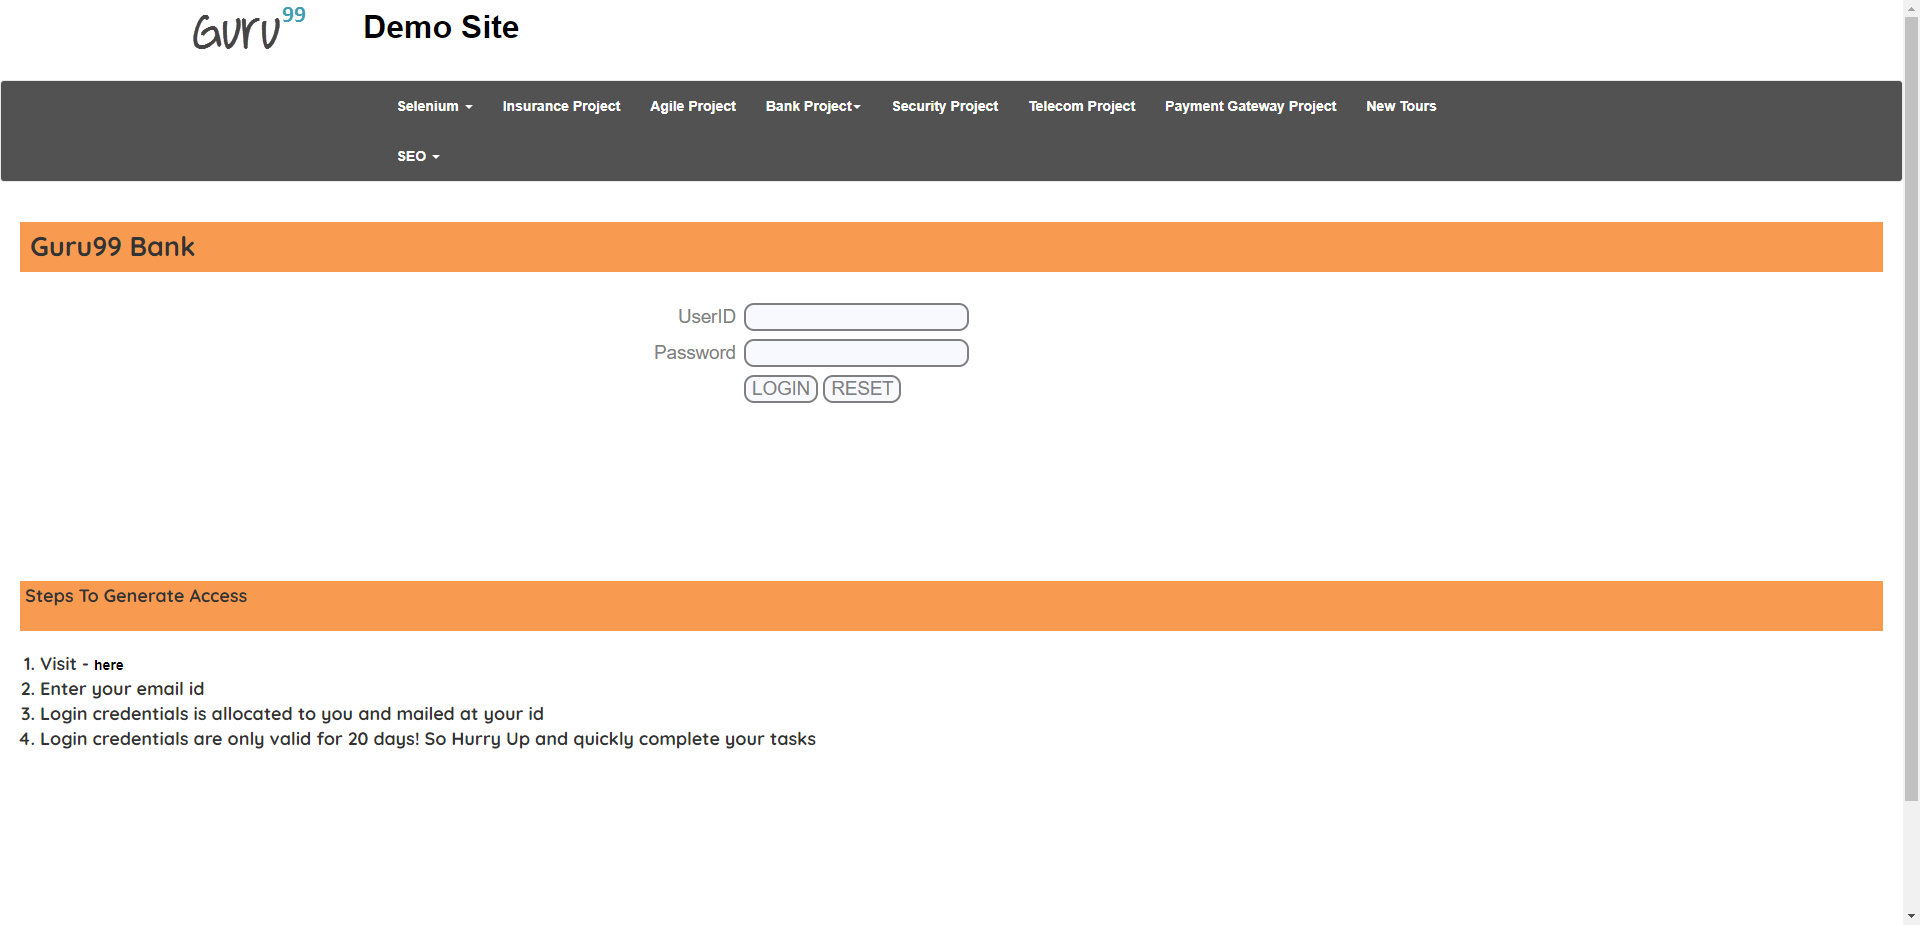 Guru99 Demo Site
Selenium Insurance Project Agile Project Bank Project Security Project Telecom Project Payment Gateway Project New Tours
SEO
Guru99 Bank
UserID
Password
LOGIN RESET
Steps To Generate Access
1. Visit - here
2. Enter your email id
3. Login credentials is allocated to you and mailed at your id
4. Login credentials are only valid for 20 days! So Hurry Up and quickly complete your tasks